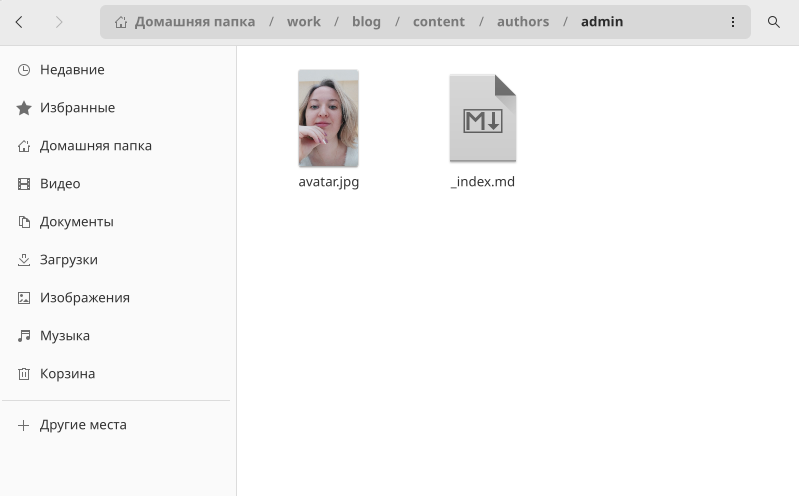 Домашняя папка / work / blog / content / authors / admin
Недавние
Избранные
Домашняя папка
Видео
Документы
Загрузки
Изображения
Музыка
Корзина
Другие места
M
avatar.jpg
_index.md